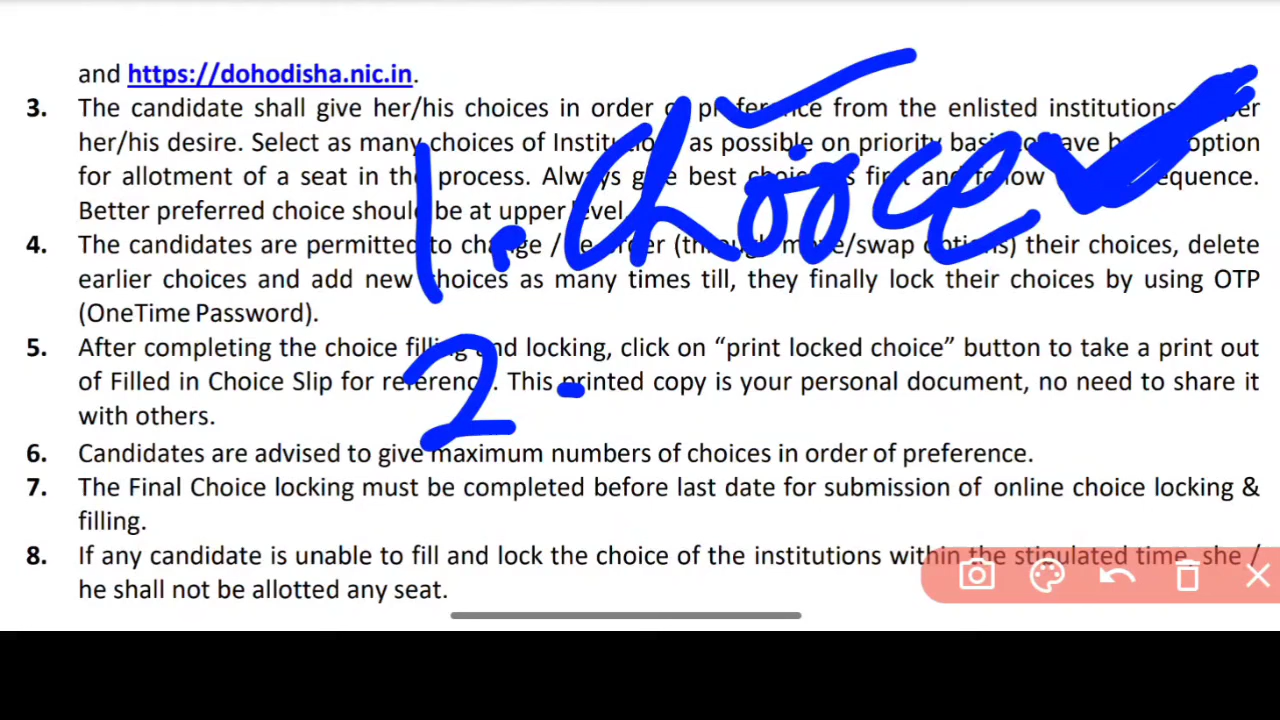 and https://dohodisha.nic.in.
3. The candidate shall give her/his choices in order of preference from the enlisted institutions per
her/his desire. Select as many choices of Institution as possible on priority basis to have option
for allotment of a seat in the process. Always give best choices first and follow sequence.
Better preferred choice should be at upper level.
4. The candidates are permitted to change / re-order (through move/swap options) their choices, delete
earlier choices and add new choices as many times till, they finally lock their choices by using OTP
(OneTime Password).
5. After completing the choice filling and locking, click on “print locked choice” button to take a print out
of Filled in Choice Slip for reference. This printed copy is your personal document, no need to share it
with others.
6. Candidates are advised to give maximum numbers of choices in order of preference.
7. The Final Choice locking must be completed before last date for submission of online choice locking &
filling.
8. If any candidate is unable to fill and lock the choice of the institutions within the stipulated time, she /
he shall not be allotted any seat.
1. Chooice
2.